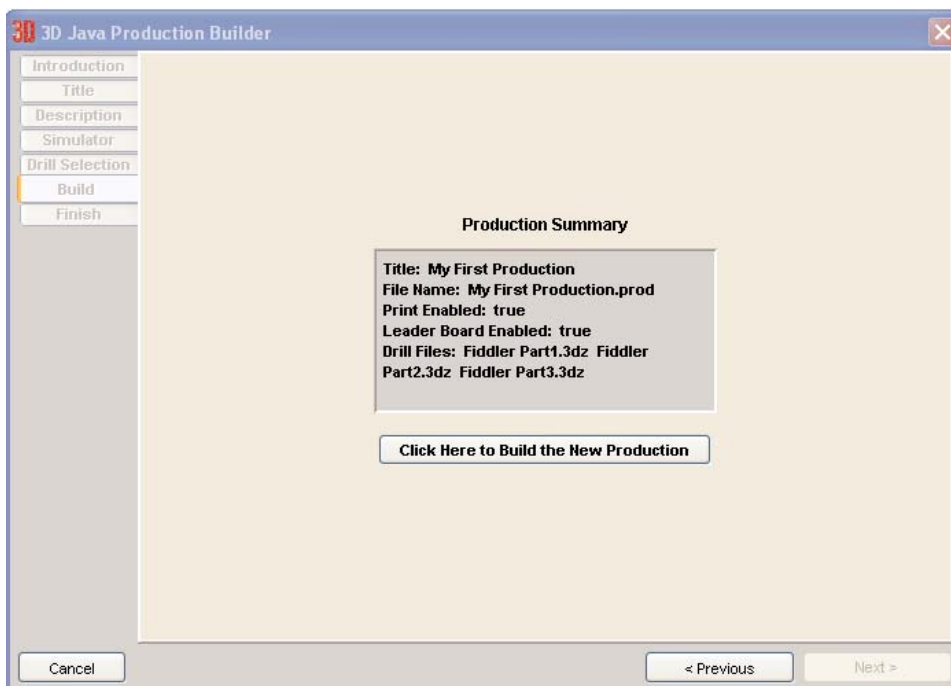 3D 3D Java Production Builder
Introduction
Title
Description
Simulator
Drill Selection
Build
Finish
Production Summary
Title: My First Production
File Name: My First Production.prod
Print Enabled: true
Leader Board Enabled: true
Drill Files: Fiddler Part1.3dz Fiddler
Part2.3dz Fiddler Part3.3dz
Click Here to Build the New Production
Cancel
< Previous
Next >